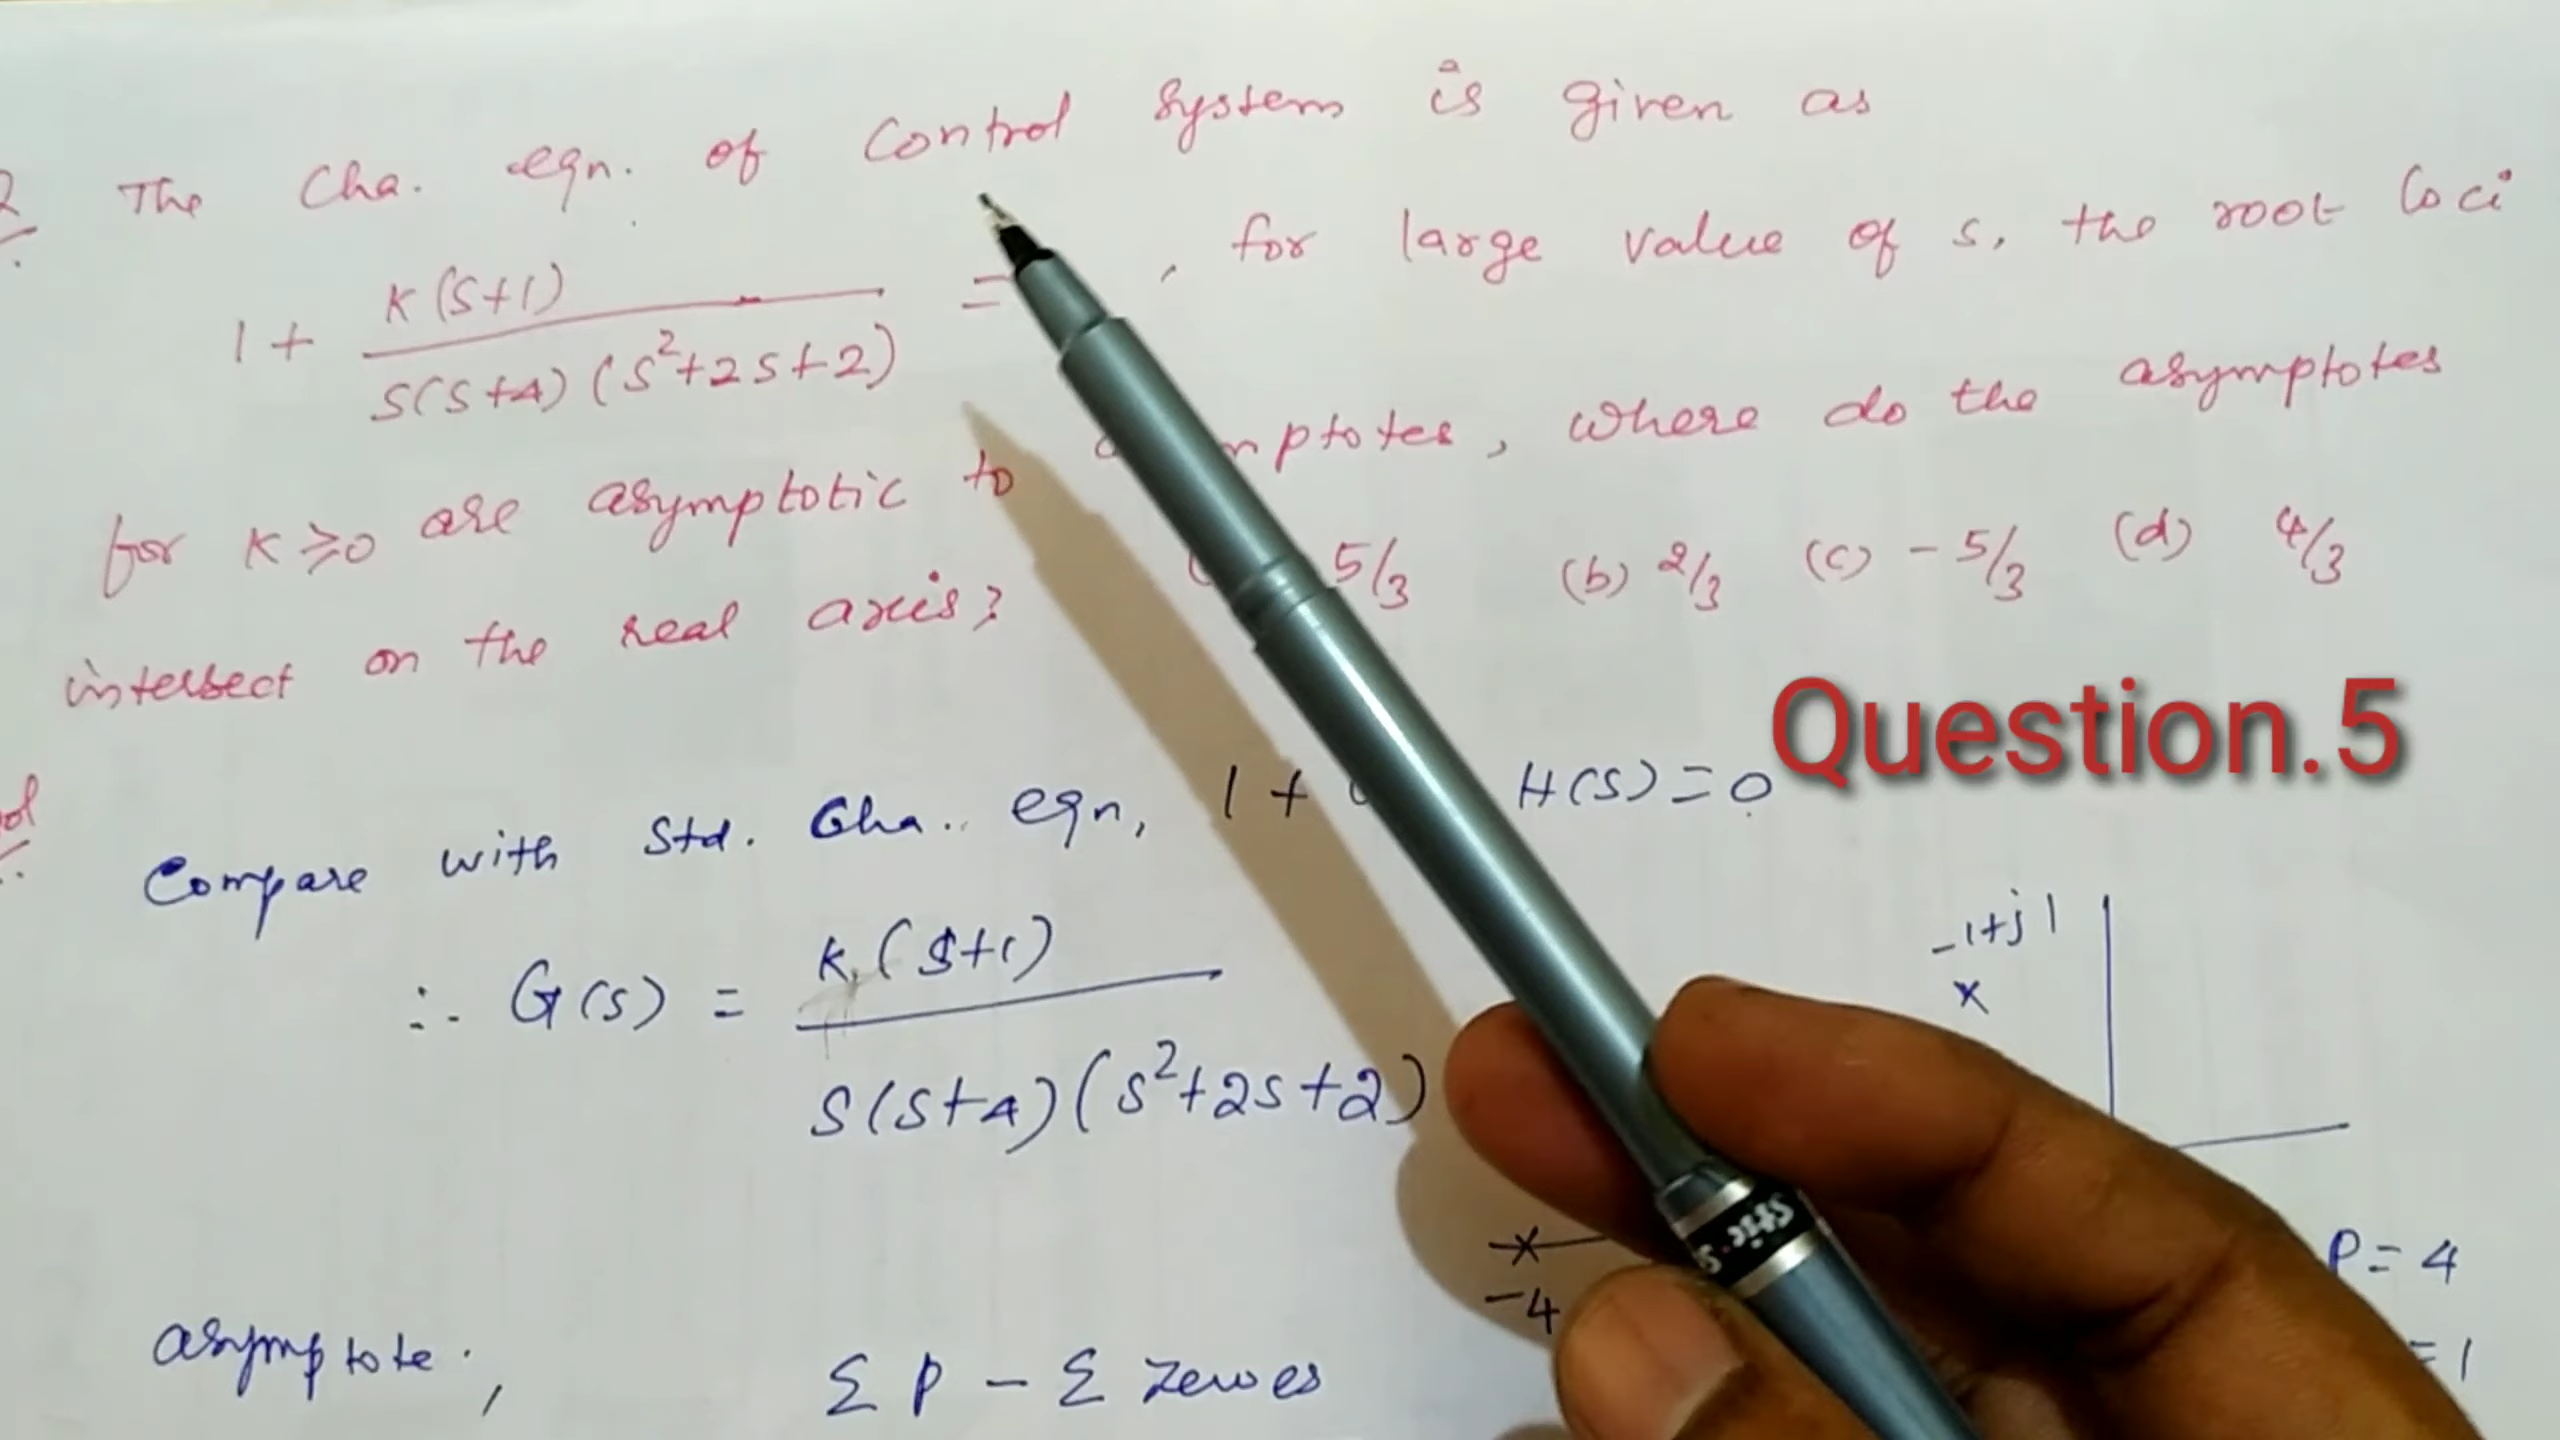 The Cha. eqn. of Control system is given as
1 + K(S+1) / S(S+4) (S²+2S+2) = , for large value of s, the root loci
for K ⩾ 0 are asymptotic to , where do the asymptotes
intersect on the real axis? 5/3 (b) 2/3 (c) - 5/3 (d) 4/3
Question.5
Compare with Std. Cha. eqn, 1 + H(S) = 0
∴ G(S) = K (S+1) / S(S+4) (S²+2S+2)
-1+j1
x
x
-4
P = 4
= 1
asymptote, Σ P - Σ Zeroes